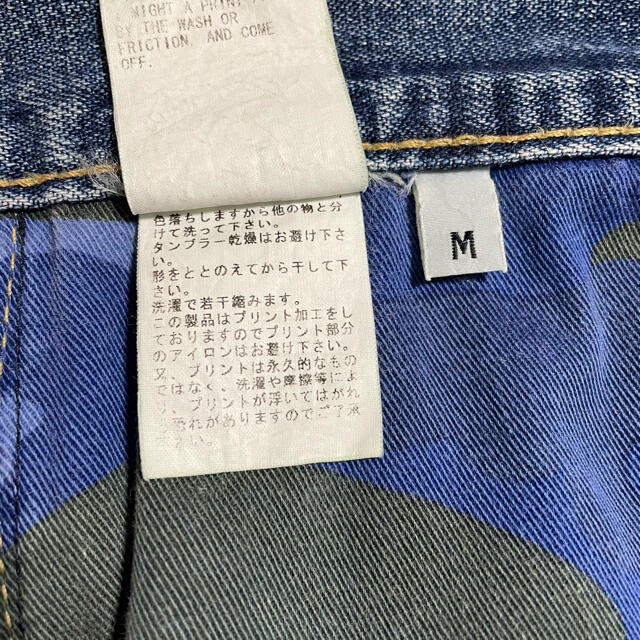 MIGHT A PRINT
BY THE WASH OR
FRICTION, AND COME
OFF.
色落ちしますから他の物と分
けて洗って下さい。
タンブラー乾燥はお避け下さ
い。
形をととのえてから干して下
さい。
洗濯で若干縮みます。
この製品はプリント加工をし
ておりますのでプリント部分
のアイロンはお避け下さい。
又、プリントは永久的なもの
ではなく、洗濯や摩擦等によ
り、プリントが浮いてはがれ
る恐れがありますのでご了承
下さい。
M